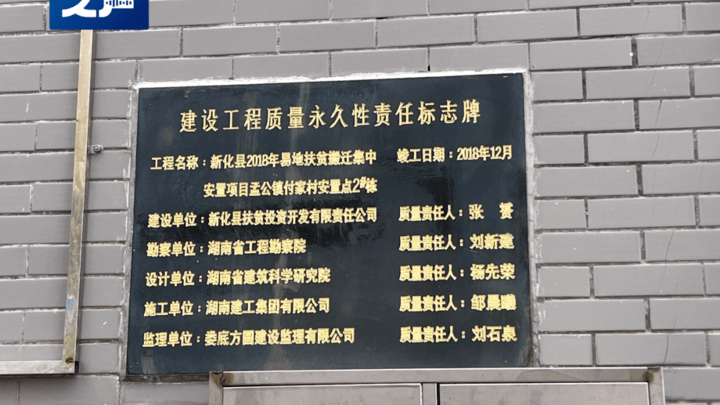 建设工程质量永久性责任标志牌
工程名称：新化县2018年易地扶贫搬迁集中 竣工日期：2018年12月
安置项目孟公镇付家村安置点2#栋
建设单位：新化县扶贫投资开发有限责任公司 质量责任人：张
勘察单位：湖南省工程勘察院 质量责任人：刘新建
设计单位：湖南省建筑科学研究院 质量责任人：杨先荣
施工单位：湖南建工集团有限公司 质量责任人：邹晨曦
监理单位：娄底方圆建设监理有限公司 质量责任人：刘石泉